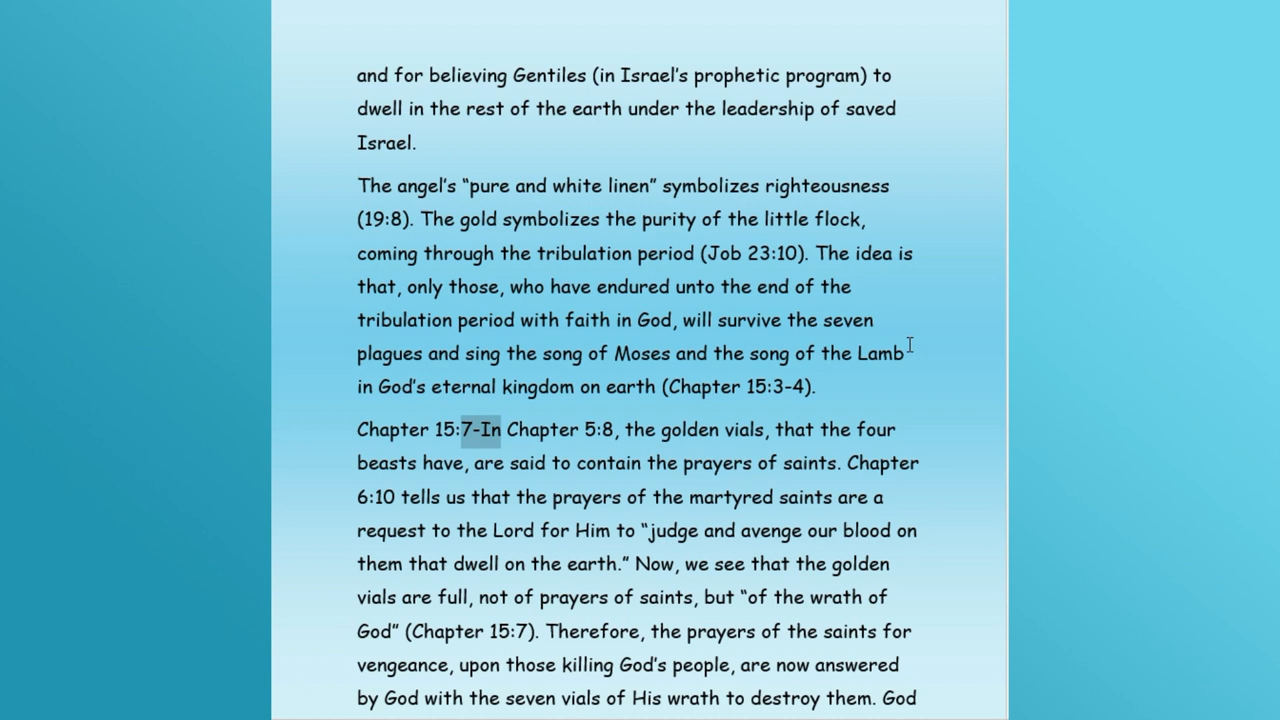 and for believing Gentiles (in Israel's prophetic program) to
dwell in the rest of the earth under the leadership of saved
Israel.
The angel's “pure and white linen” symbolizes righteousness
(19:8). The gold symbolizes the purity of the little flock,
coming through the tribulation period (Job 23:10). The idea is
that, only those, who have endured unto the end of the
tribulation period with faith in God, will survive the seven
plagues and sing the song of Moses and the song of the Lamb
in God's eternal kingdom on earth (Chapter 15:3-4).
Chapter 15:7-In Chapter 5:8, the golden vials, that the four
beasts have, are said to contain the prayers of saints. Chapter
6:10 tells us that the prayers of the martyred saints are a
request to the Lord for Him to “judge and avenge our blood on
them that dwell on the earth.” Now, we see that the golden
vials are full, not of prayers of saints, but “of the wrath of
God” (Chapter 15:7). Therefore, the prayers of the saints for
vengeance, upon those killing God's people, are now answered
by God with the seven vials of His wrath to destroy them. God